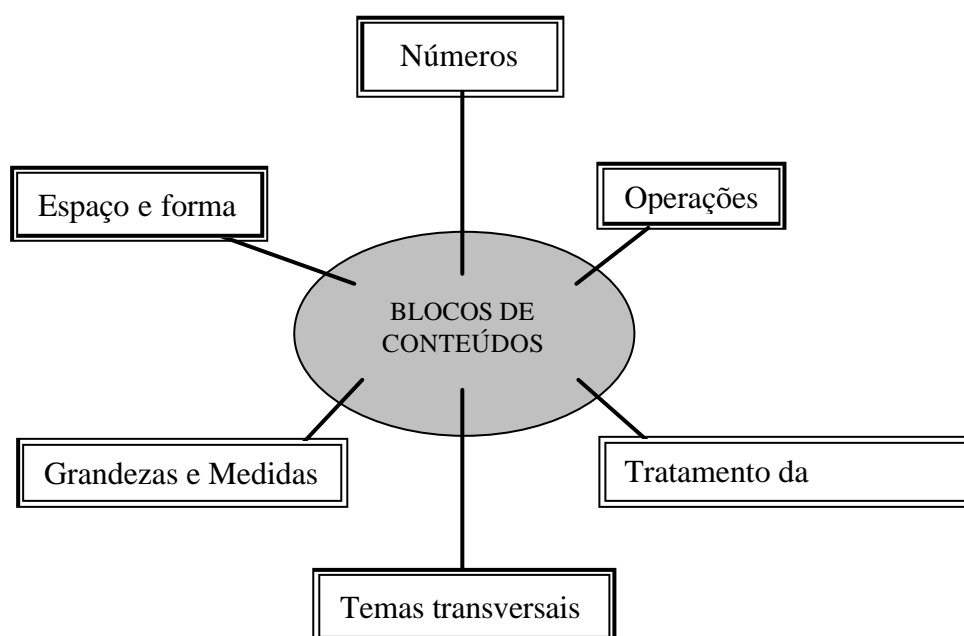 Números
Espaço e forma
Operações
BLOCOS DE
CONTEÚDOS
Grandezas e Medidas
Tratamento da
Temas transversais